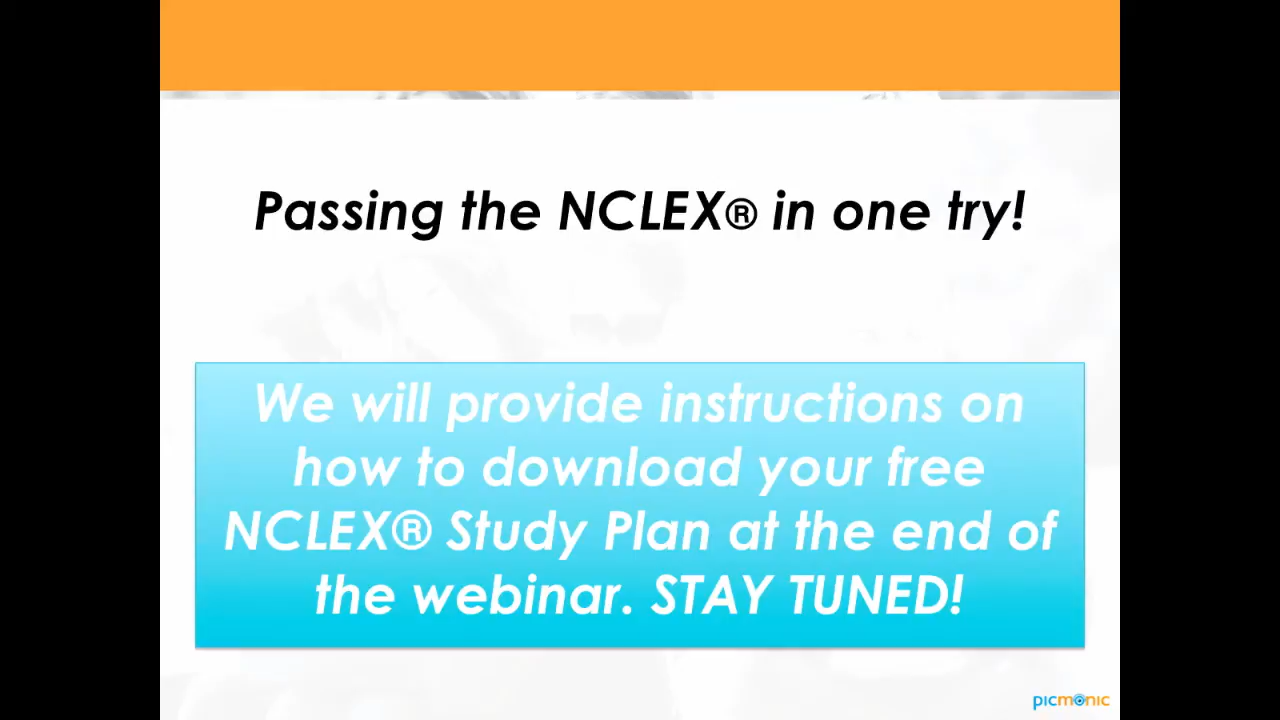 Passing the NCLEX® in one try!
We will provide instructions on
how to download your free
NCLEX® Study Plan at the end of
the webinar. STAY TUNED!
picmonic